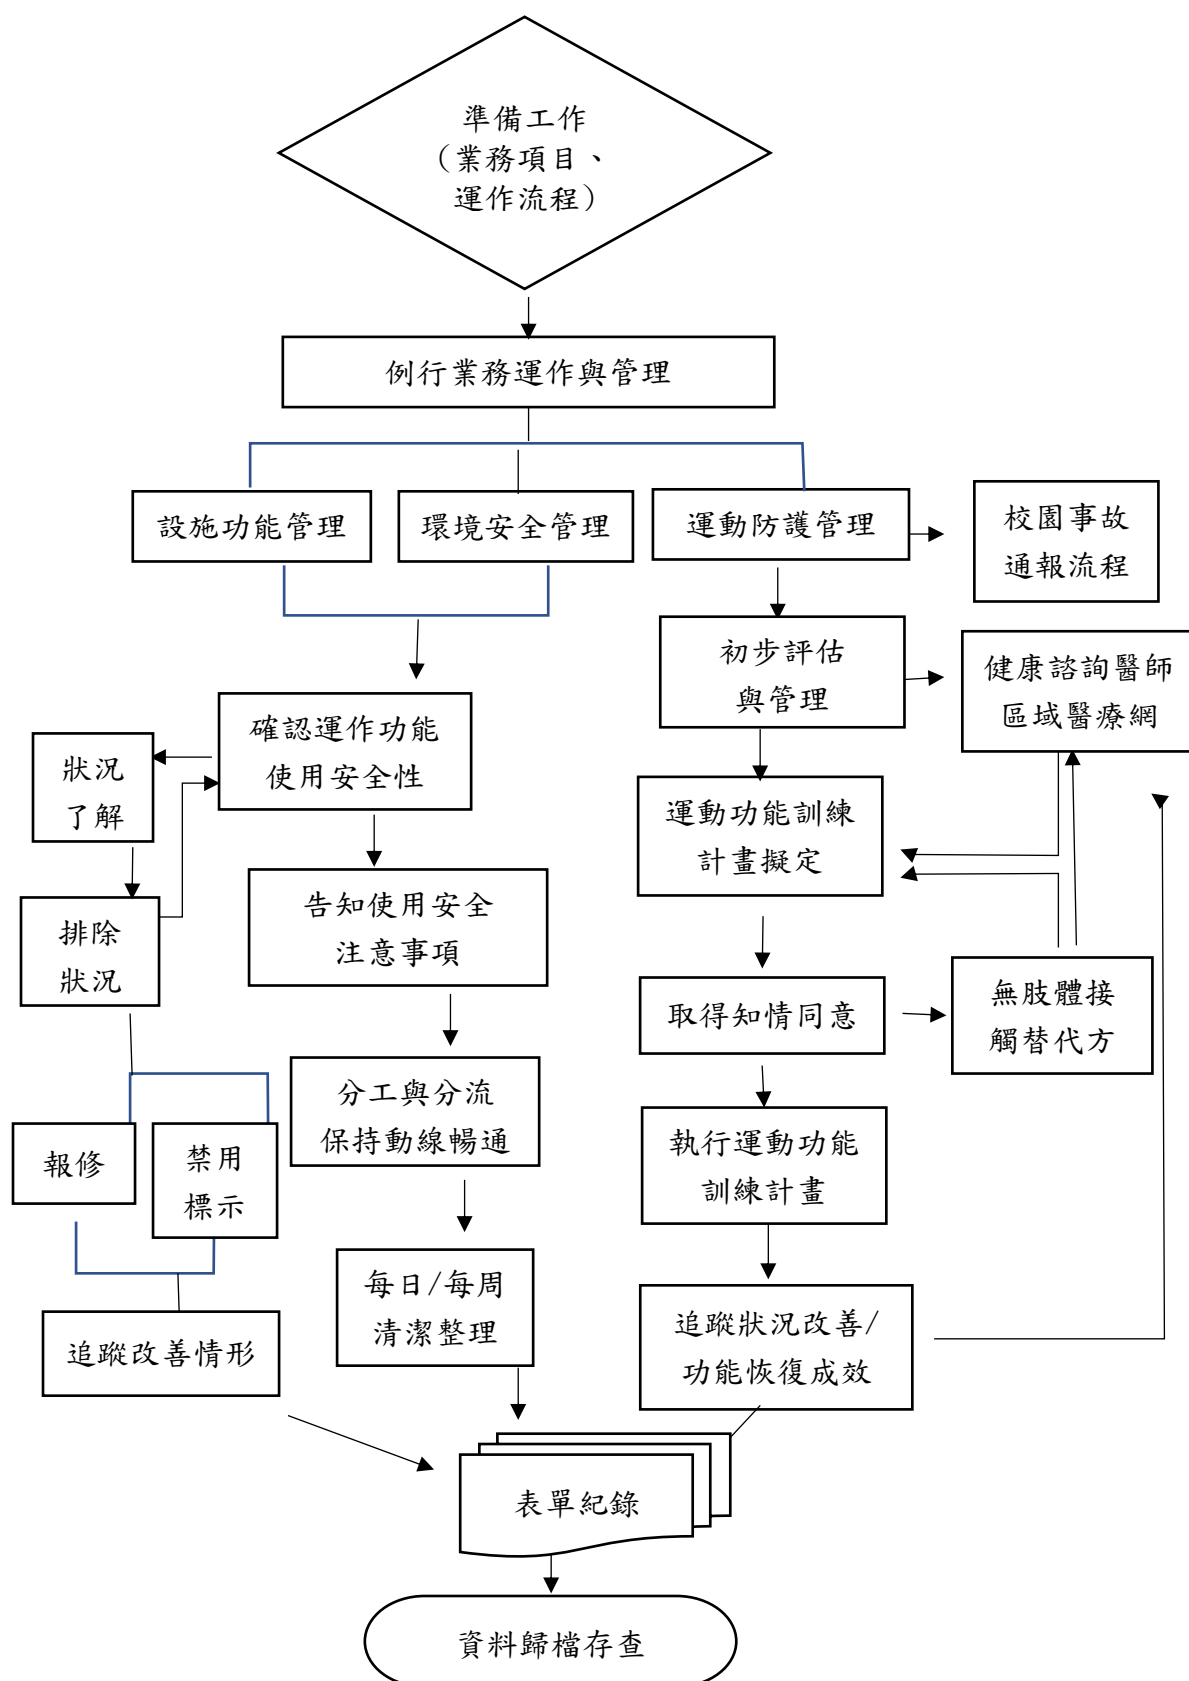 準備工作
（業務項目、
運作流程）
例行業務運作與管理
設施功能管理
環境安全管理
運動防護管理
校園事故
通報流程
初步評估
與管理
健康諮詢醫師
區域醫療網
確認運作功能
使用安全性
狀況
了解
運動功能訓練
計畫擬定
告知使用安全
注意事項
排除
狀況
取得知情同意
無肢體接
觸替代方
分工與分流
保持動線暢通
報修
禁用
標示
執行運動功能
訓練計畫
每日/每周
清潔整理
追蹤改善情形
追蹤狀況改善/
功能恢復成效
表單紀錄
資料歸檔存查